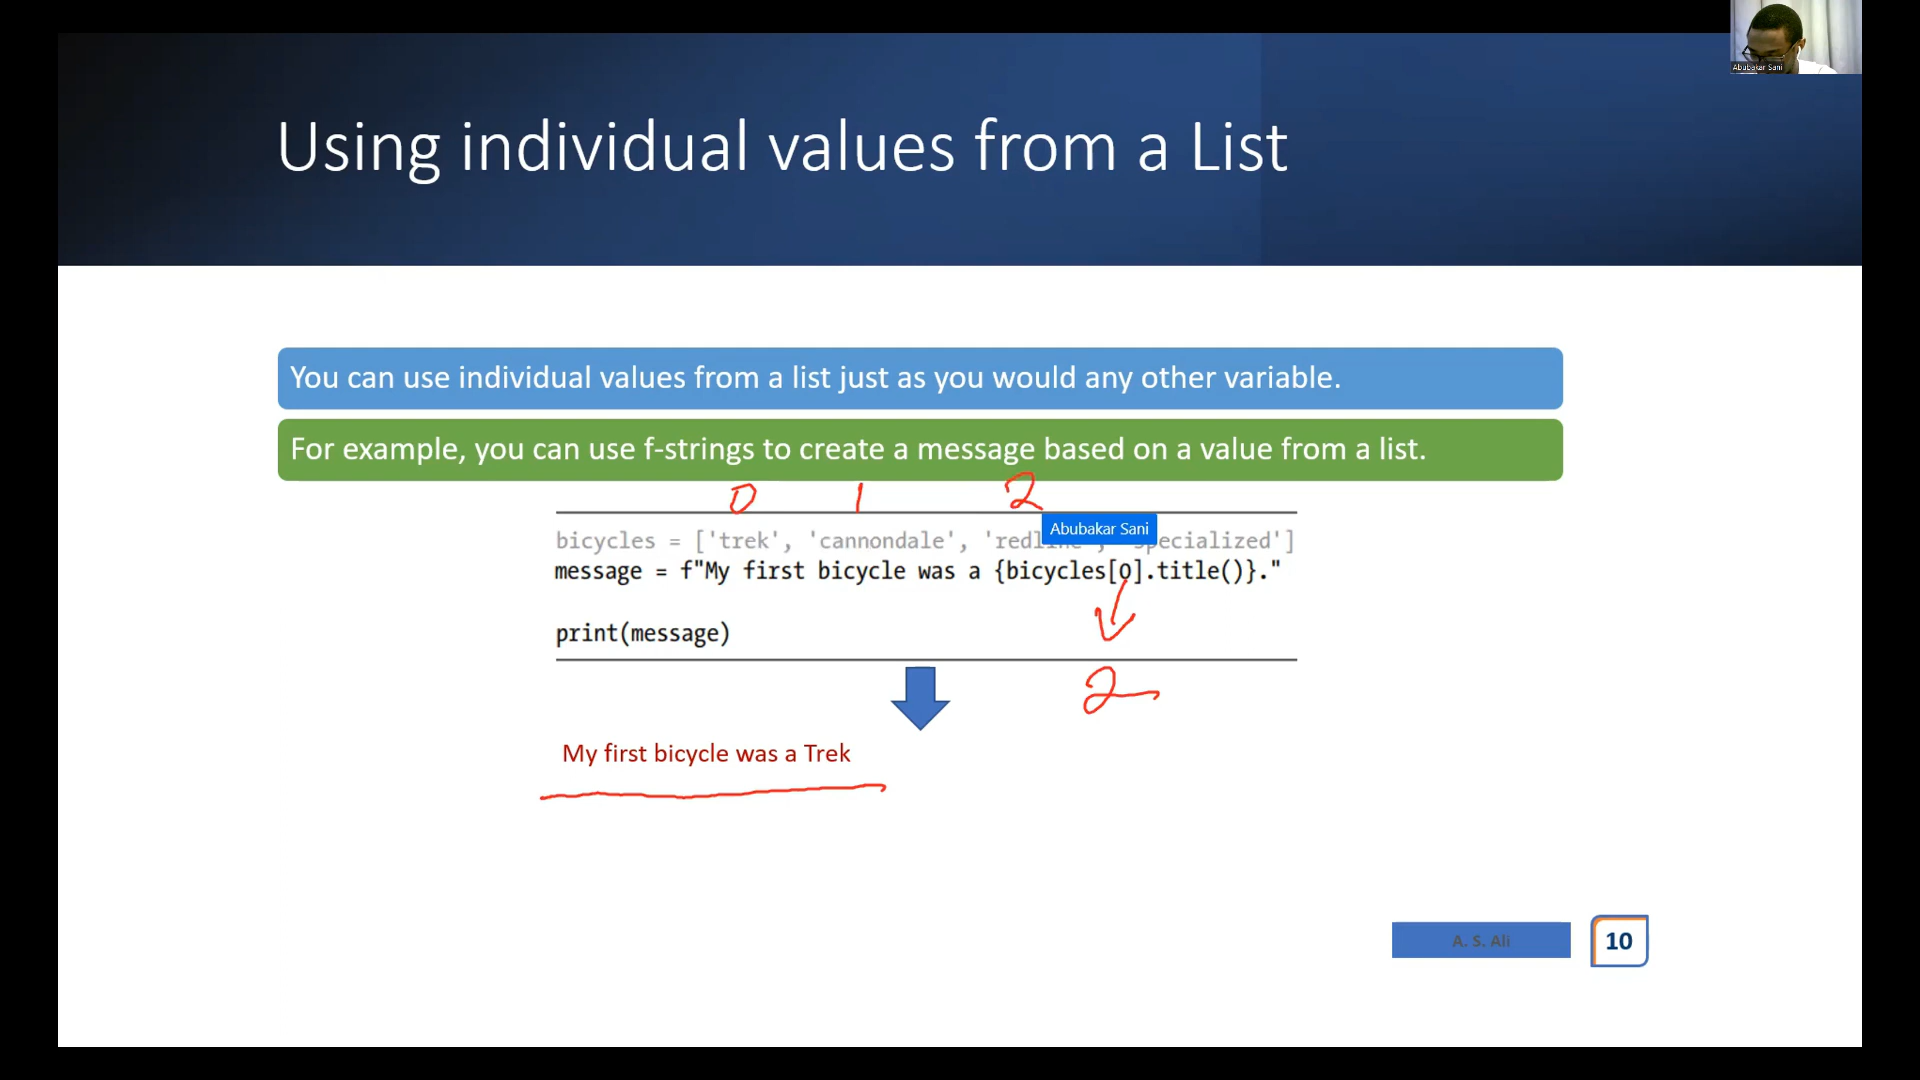 Abubakar Sani
Using individual values from a List
You can use individual values from a list just as you would any other variable.
For example, you can use f-strings to create a message based on a value from a list.
0 1 2
Abubakar Sani
bicycles = ['trek', 'cannondale', 'redline', 'specialized']
message = f"My first bicycle was a {bicycles[0].title()}."
print(message)
2
My first bicycle was a Trek
A. S. Ali
10